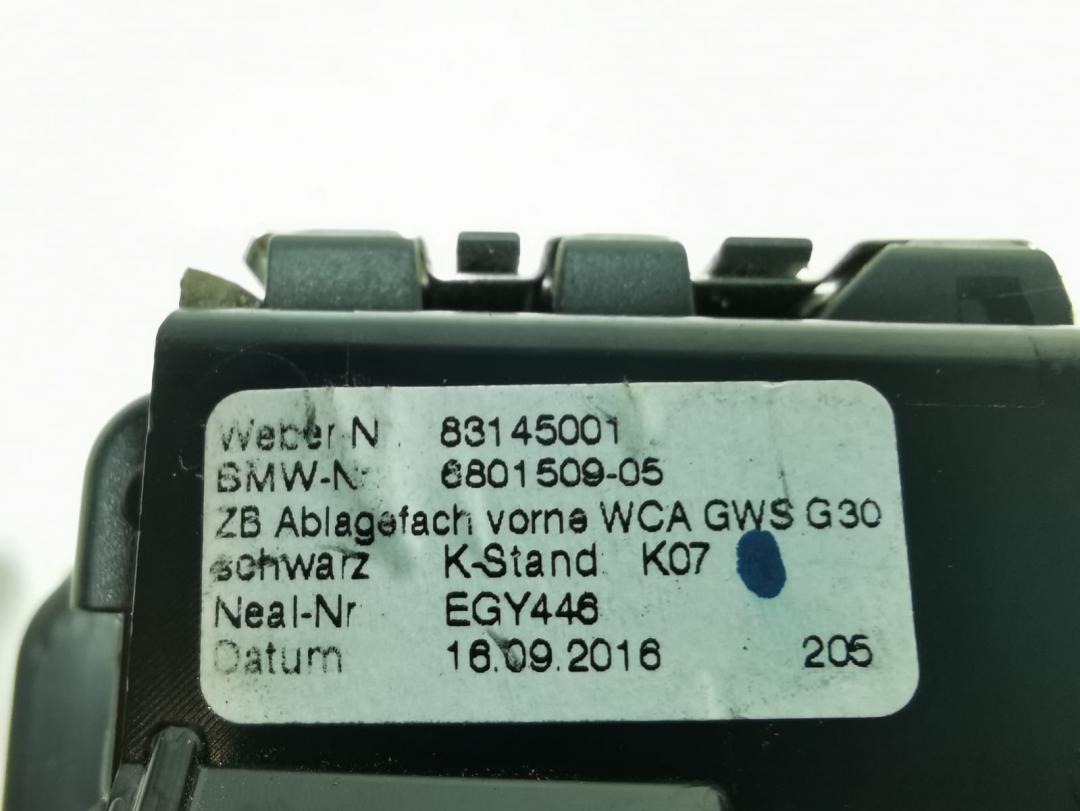 Weber N 83145001
BMW-Nr 6801509-05
ZB Ablagefach vorne WCA GWS G30
schwarz K-Stand K07
Neal-Nr EGY446
Datum 16.09.2016 205